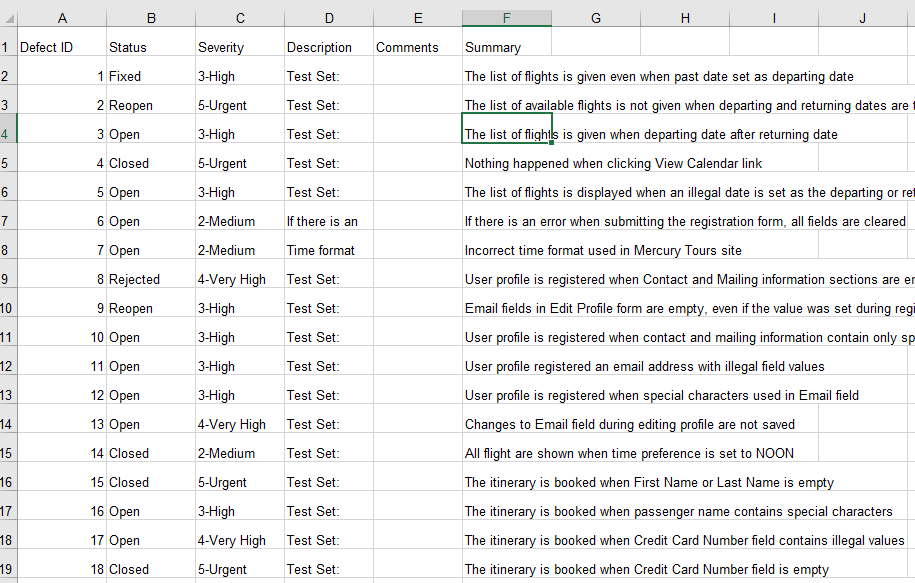 A B C D E F G H I J
1 Defect ID Status Severity Description Comments Summary
2 1 Fixed 3-High Test Set: The list of flights is given even when past date set as departing date
3 2 Reopen 5-Urgent Test Set: The list of available flights is not given when departing and returning dates are
4 3 Open 3-High Test Set: The list of flights is given when departing date after returning date
5 4 Closed 5-Urgent Test Set: Nothing happened when clicking View Calendar link
6 5 Open 3-High Test Set: The list of flights is displayed when an illegal date is set as the departing or
7 6 Open 2-Medium If there is an If there is an error when submitting the registration form, all fields are cleared
8 7 Open 2-Medium Time format Incorrect time format used in Mercury Tours site
9 8 Rejected 4-Very High Test Set: User profile is registered when Contact and Mailing information sections are
10 9 Reopen 3-High Test Set: Email fields in Edit Profile form are empty, even if the value was set during
11 10 Open 3-High Test Set: User profile is registered when contact and mailing information contain only
12 11 Open 3-High Test Set: User profile registered an email address with illegal field values
13 12 Open 3-High Test Set: User profile is registered when special characters used in Email field
14 13 Open 4-Very High Test Set: Changes to Email field during editing profile are not saved
15 14 Closed 2-Medium Test Set: All flight are shown when time preference is set to NOON
16 15 Closed 5-Urgent Test Set: The itinerary is booked when First Name or Last Name is empty
17 16 Open 3-High Test Set: The itinerary is booked when passenger name contains special characters
18 17 Open 4-Very High Test Set: The itinerary is booked when Credit Card Number field contains illegal values
19 18 Closed 5-Urgent Test Set: The itinerary is booked when Credit Card Number field is empty